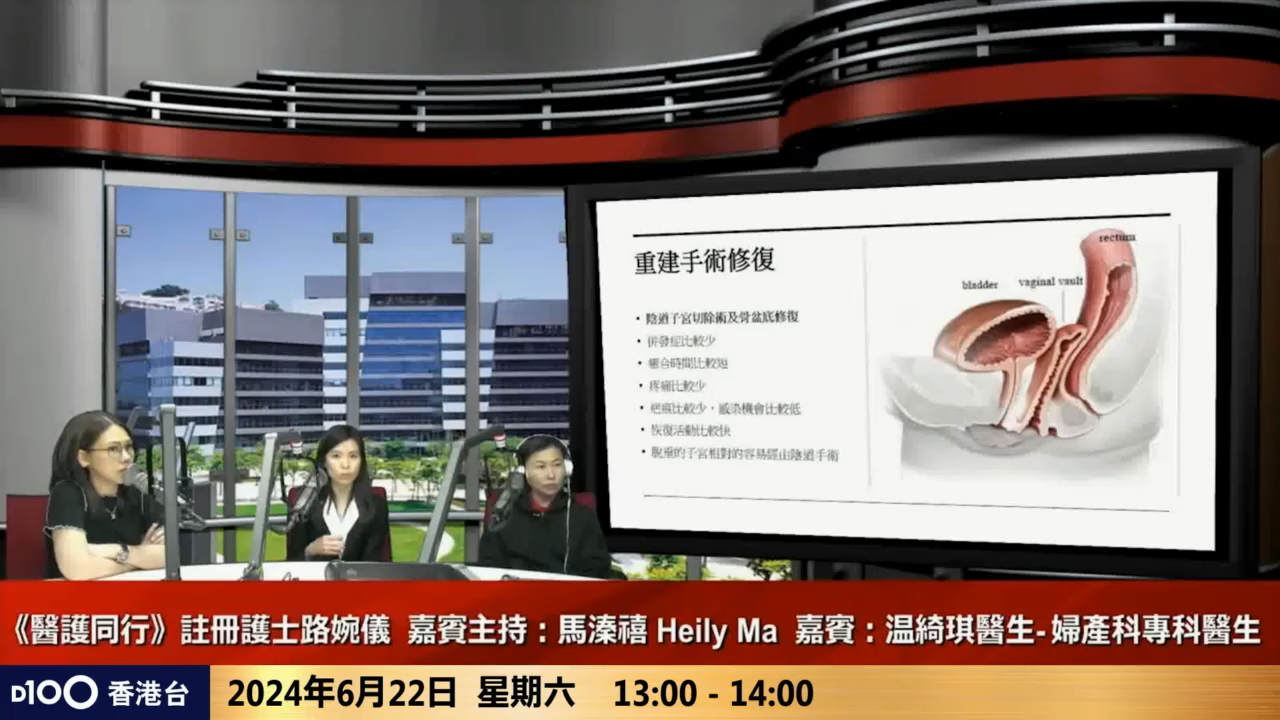 重建手術修復
• 陰道子宮切除術及骨盆底修復
• 併發症比較少
• 癒合時間比較短
• 疼痛比較少
• 疤痕比較少，感染機會比較低
• 恢復活動比較快
• 脫垂的子宮相對的容易經由陰道手術
rectum
bladder
vaginal vault
《醫護同行》註冊護士路婉儀 嘉賓主持：馬溱禧 Heily Ma 嘉賓：温綺琪醫生-婦產科專科醫生
D100 香港台
2024年6月22日 星期六 13:00 - 14:00